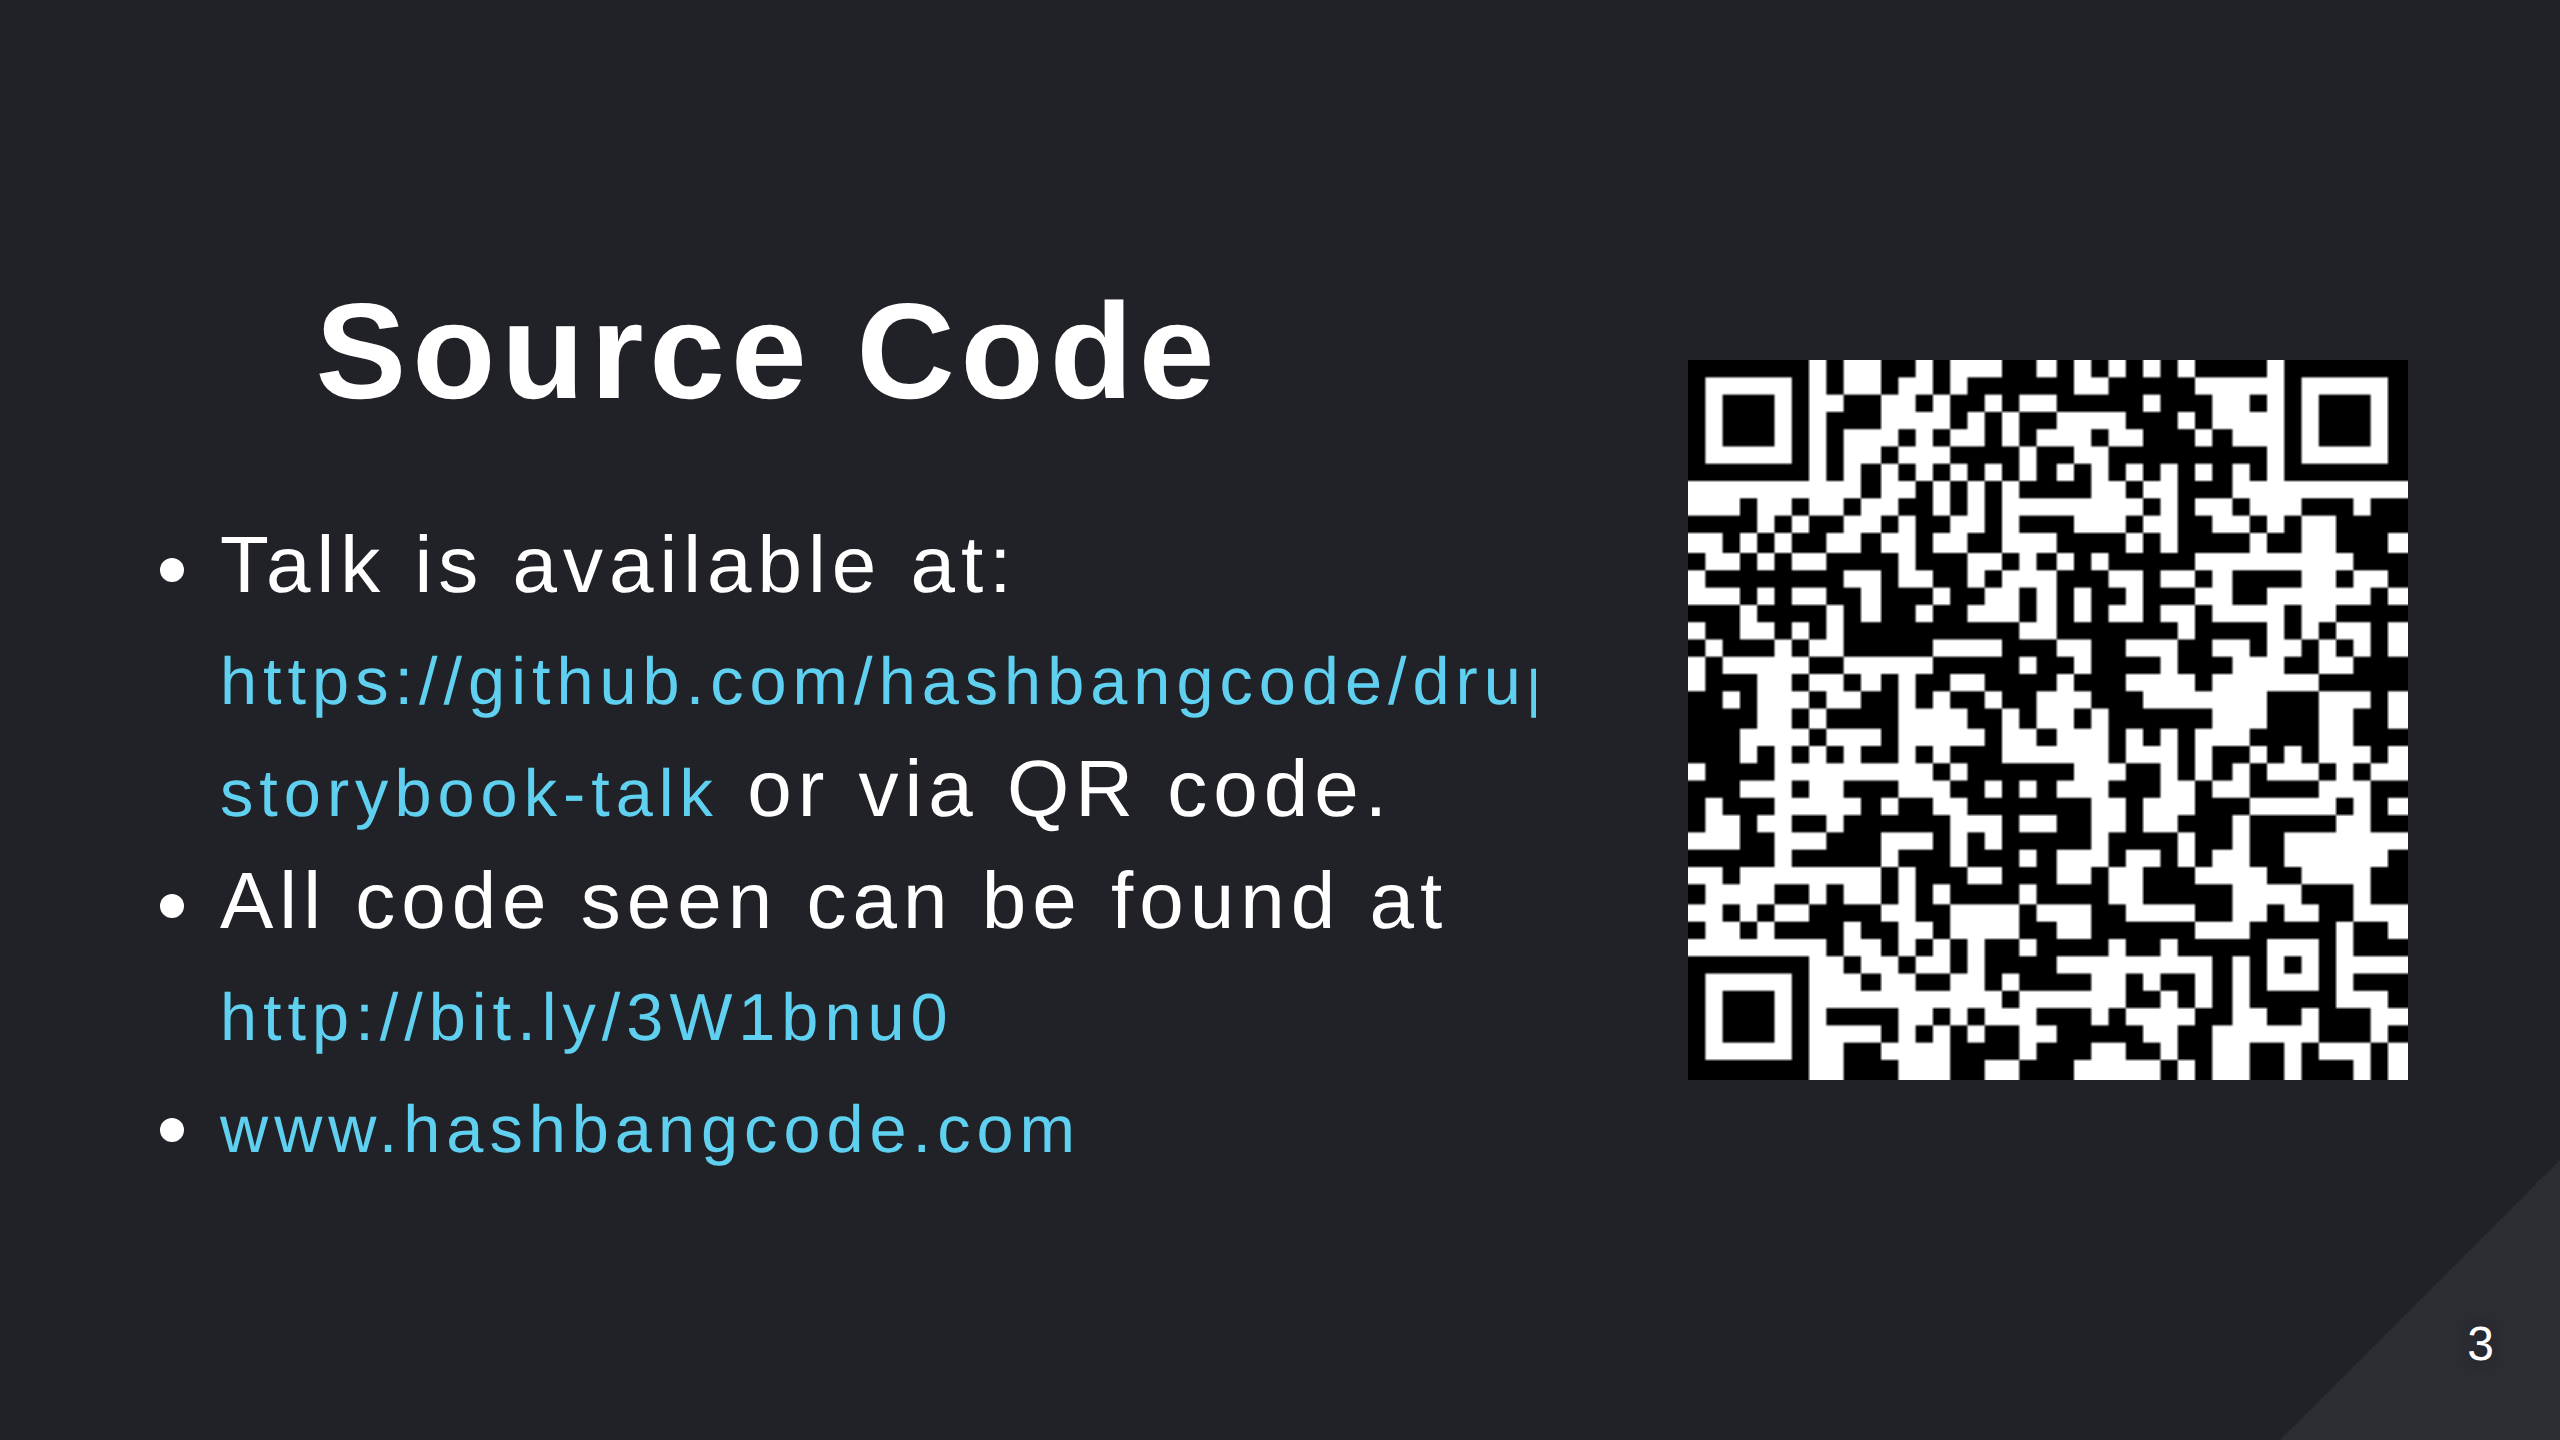 Source Code
• Talk is available at:
https://github.com/hashbangcode/dru
storybook-talk or via QR code.
• All code seen can be found at
http://bit.ly/3W1bnu0
• www.hashbangcode.com
3